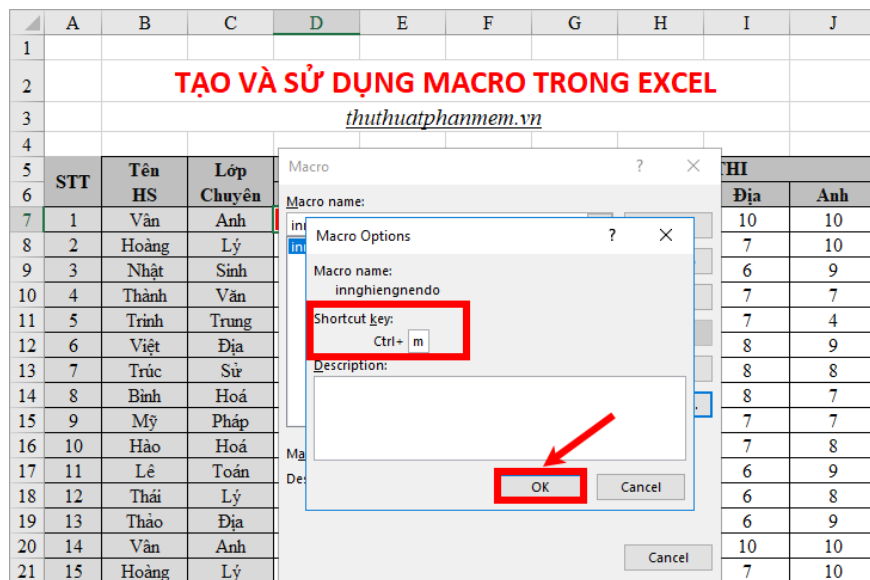 A B C D E F G H I J
1
2 TẠO VÀ SỬ DỤNG MACRO TRONG EXCEL
3 thuthuatphanmem.vn
4
5 STT Tên Lớp THI
6 HS Chuyên Địa Anh
7 1 Vân Anh 10 10
8 2 Hoàng Lý 7 10
9 3 Nhật Sinh 6 9
10 4 Thành Văn 7 7
11 5 Trinh Trung 7 4
12 6 Việt Địa 8 9
13 7 Trúc Sử 8 8
14 8 Bình Hoá 8 7
15 9 Mỹ Pháp 7 7
16 10 Hào Hoá 7 8
17 11 Lê Toán 6 9
18 12 Thái Lý 6 8
19 13 Thảo Địa 6 9
20 14 Vân Anh 10 10
21 15 Hoàng Lý 7 10
Macro ?
Macro name:
Macro Options ?
Macro name:
innghiengnendo
Shortcut key:
Ctrl+ m
Description:
OK Cancel
Cancel